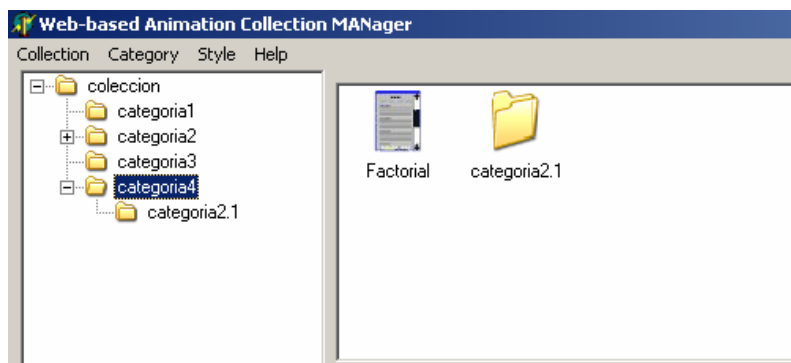 Web-based Animation Collection MANager
Collection Category Style Help
coleccion
categoria1
categoria2
categoria3
categoria4
categoria2.1
Factorial categoria2.1